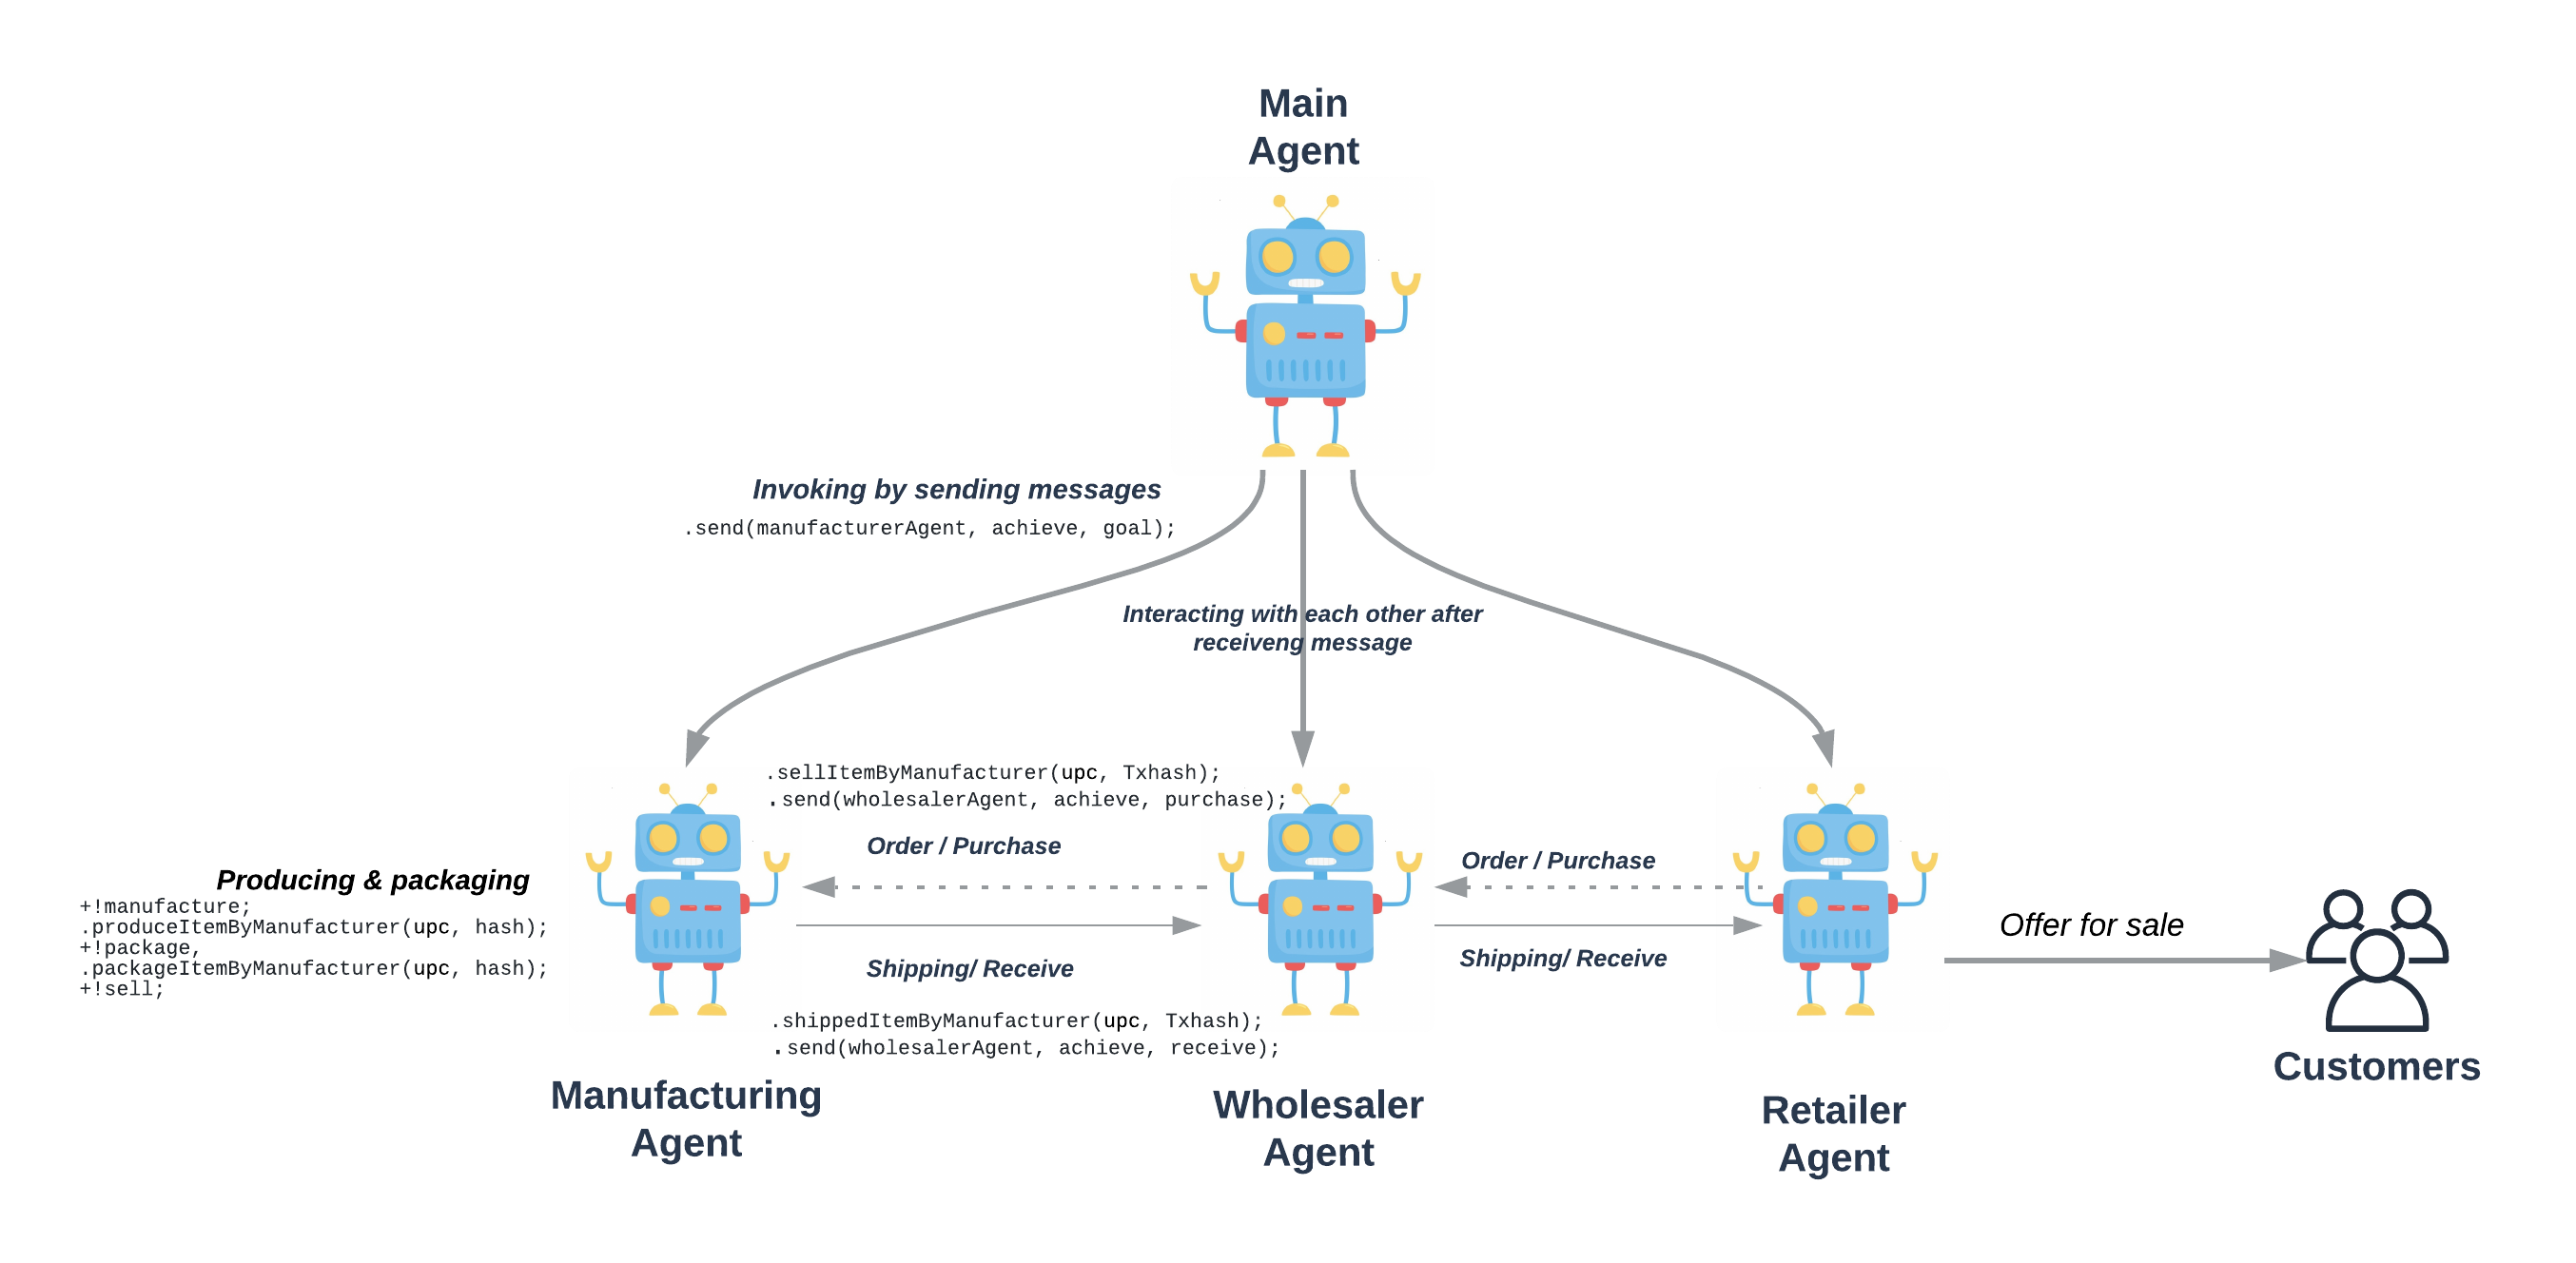 Main
Agent
Invoking by sending messages
.send(manufacturerAgent, achieve, goal);
Interacting with each other after
receiveng message
.sellItemByManufacturer(upc, Txhash);
.send(wholesalerAgent, achieve, purchase);
Order / Purchase
Order / Purchase
Producing & packaging
+!manufacture;
.produceItemByManufacturer(upc, hash);
+!package,
.packageItemByManufacturer(upc, hash);
+!sell;
Offer for sale
Shipping/ Receive
Shipping/ Receive
.shippedItemByManufacturer(upc, Txhash);
.send(wholesalerAgent, achieve, receive);
Manufacturing
Agent
Wholesaler
Agent
Retailer
Agent
Customers